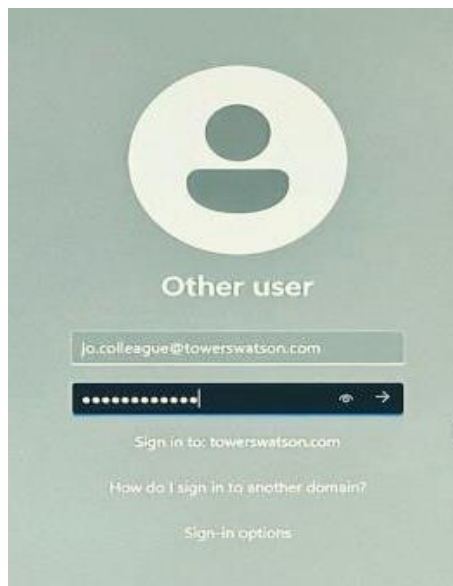 Other user
jo.colleague@towerswatson.com
••••••••••••
Sign in to: towerswatson.com
How do I sign in to another domain?
Sign-in options